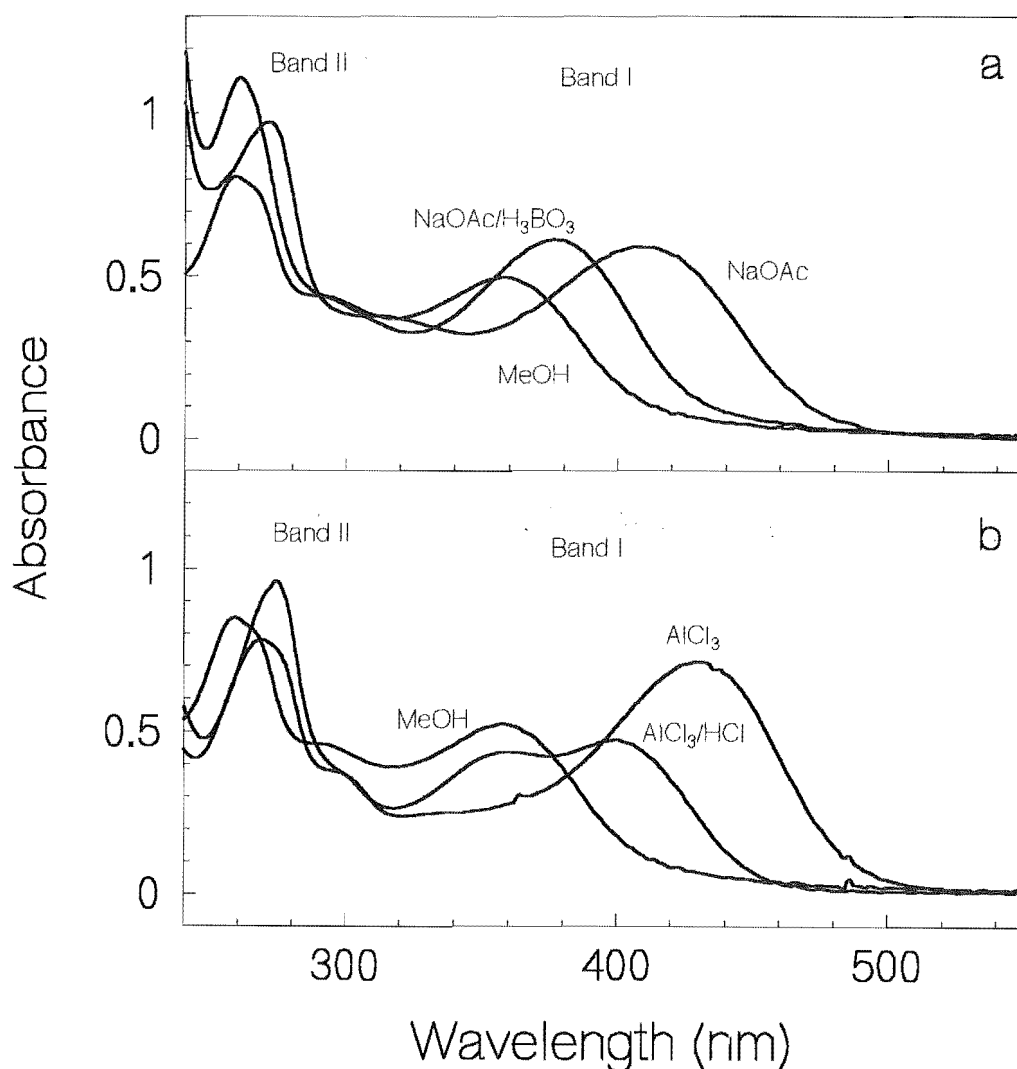 a
Band II
Band I
1
NaOAc/H₃BO₃
NaOAc
0.5
MeOH
0
Absorbance
b
Band II
Band I
1
AlCl₃
MeOH
AlCl₃/HCl
0.5
0
300
400
500
Wavelength (nm)